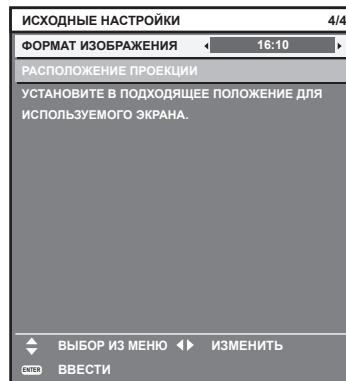 ИСХОДНЫЕ НАСТРОЙКИ 4/4
ФОРМАТ ИЗОБРАЖЕНИЯ 16:10
РАСПОЛОЖЕНИЕ ПРОЕКЦИИ
УСТАНОВИТЕ В ПОДХОДЯЩЕЕ ПОЛОЖЕНИЕ ДЛЯ
ИСПОЛЬЗУЕМОГО ЭКРАНА.
ВЫБОР ИЗ МЕНЮ ИЗМЕНИТЬ
ENTER ВВЕСТИ